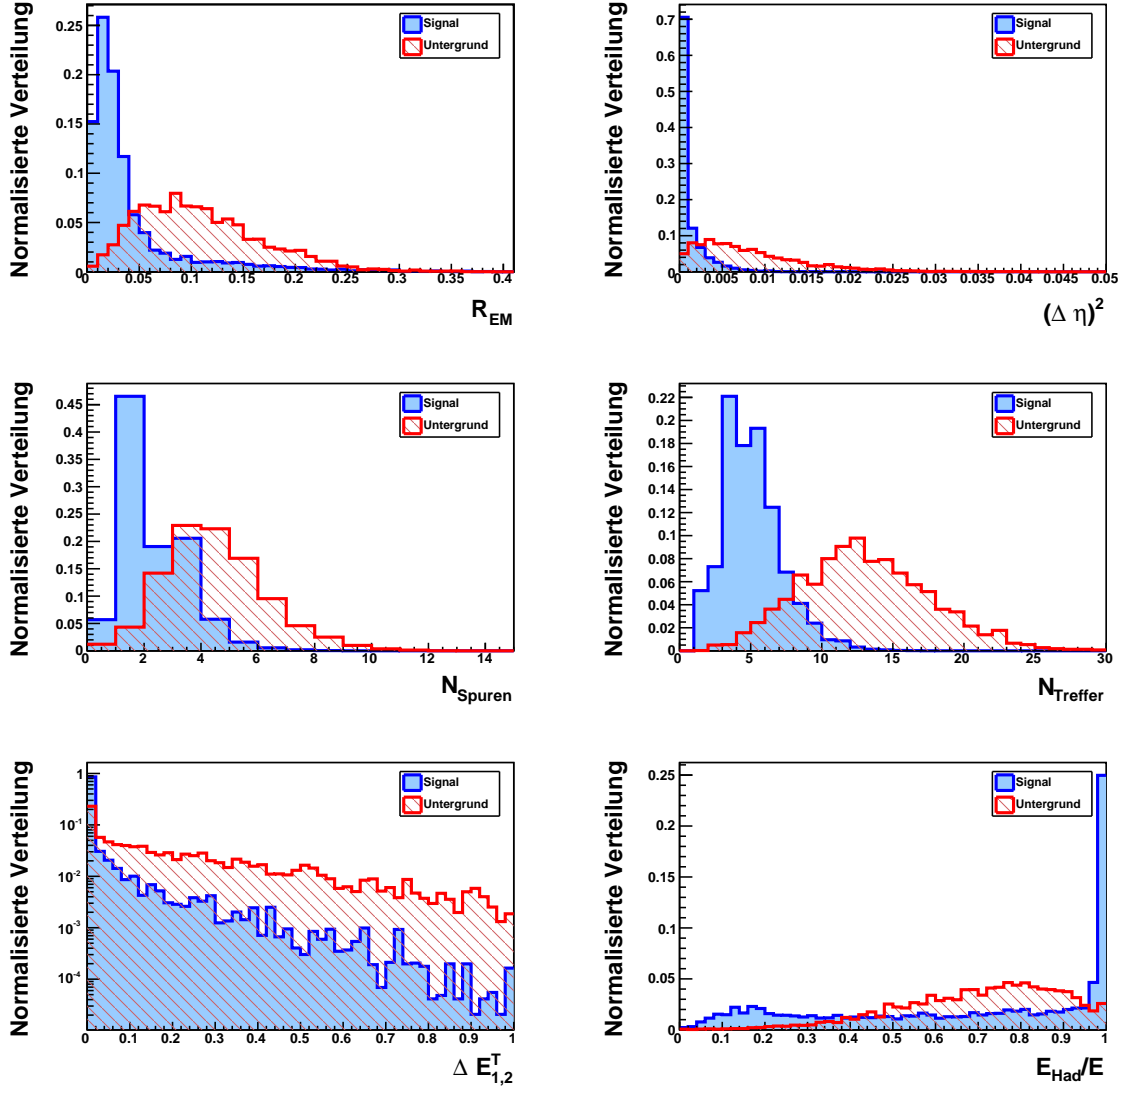 Normalisierte Verteilung
0.25
0.2
0.15
0.1
0.05
0
Signal
Untergrund
0.05 0.1 0.15 0.2 0.25 0.3 0.35 0.4
R_EM
Normalisierte Verteilung
0.7
0.6
0.5
0.4
0.3
0.2
0.1
0
Signal
Untergrund
0 0.005 0.01 0.015 0.02 0.025 0.03 0.035 0.04 0.045 0.05
(Δ η)²
Normalisierte Verteilung
0.45
0.4
0.35
0.3
0.25
0.2
0.15
0.1
0.05
0
Signal
Untergrund
0 2 4 6 8 10 12 14
N_Spuren
Normalisierte Verteilung
0.22
0.2
0.18
0.16
0.14
0.12
0.1
0.08
0.06
0.04
0.02
0
Signal
Untergrund
0 5 10 15 20 25 30
N_Treffer
Normalisierte Verteilung
1
10⁻¹
10⁻²
10⁻³
10⁻⁴
Signal
Untergrund
0 0.1 0.2 0.3 0.4 0.5 0.6 0.7 0.8 0.9 1
Δ E^T_1,2
Normalisierte Verteilung
0.25
0.2
0.15
0.1
0.05
0
Signal
Untergrund
0 0.1 0.2 0.3 0.4 0.5 0.6 0.7 0.8 0.9 1
E_Had/E